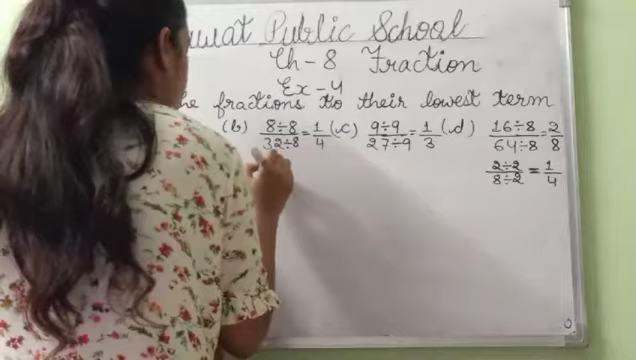 Public School
Ch-8 Fraction
Ex-4
the fractions to their lowest term
(b) 8÷8/32÷8 = 1/4 (c) 9÷9/27÷9 = 1/3 (d) 16÷8/64÷8 = 2/8
2÷2/8÷2 = 1/4